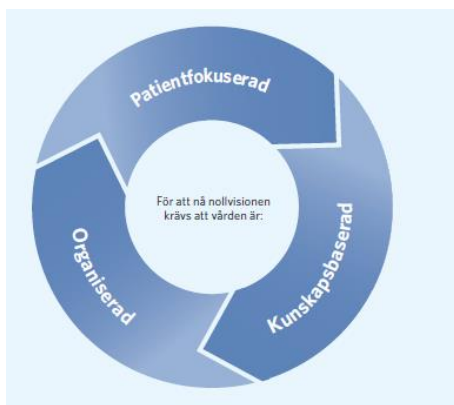 Patientfokuserad
För att nå nollvisionen
krävs att vården är:
Organiserad
Kunskapsbaserad